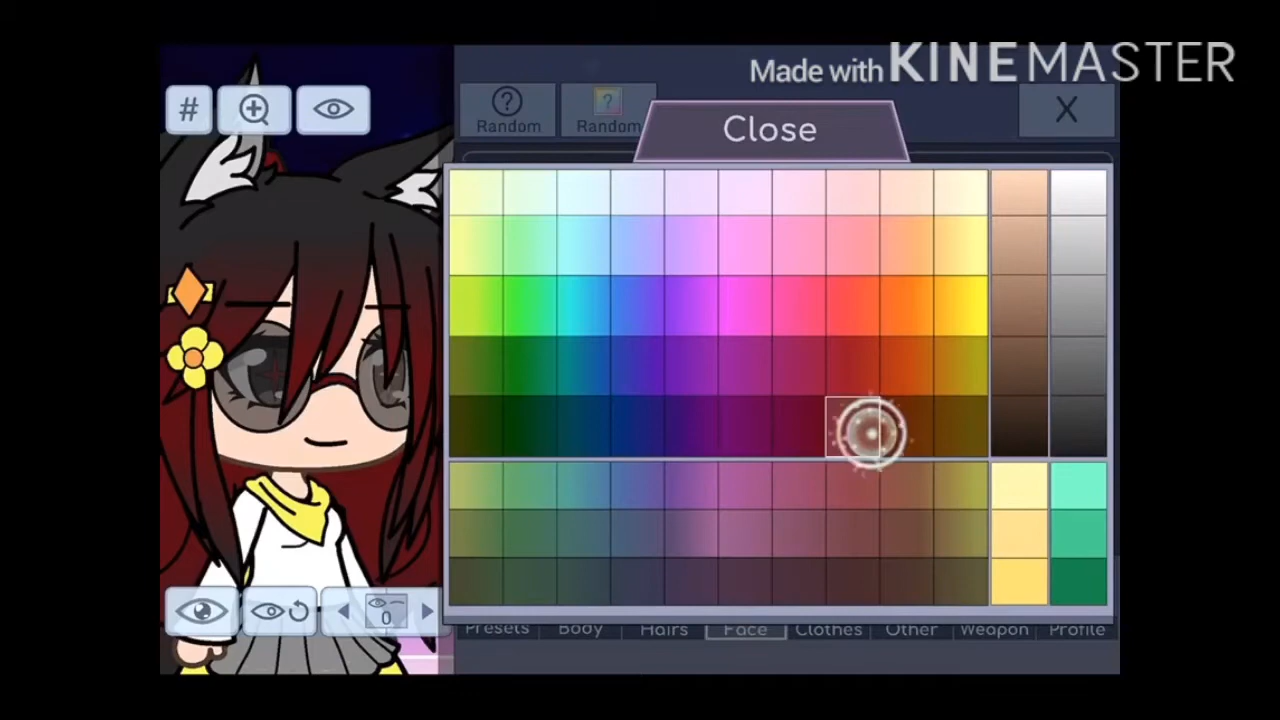 Made with KINEMASTER
#
? Random
? Random
X
Close
0
Presets Body Hairs Face Clothes Other Weapon Profile